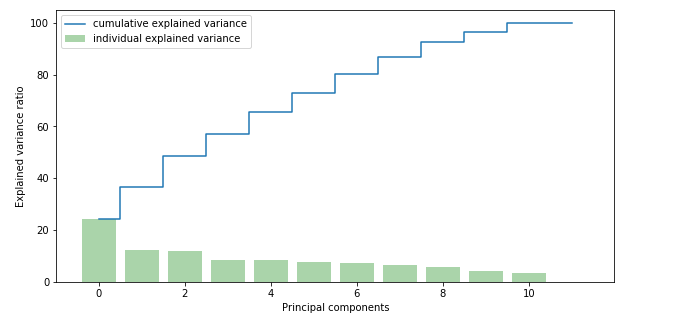 cumulative explained variance
individual explained variance
Explained variance ratio
100
80
60
40
20
0
0 2 4 6 8 10
Principal components